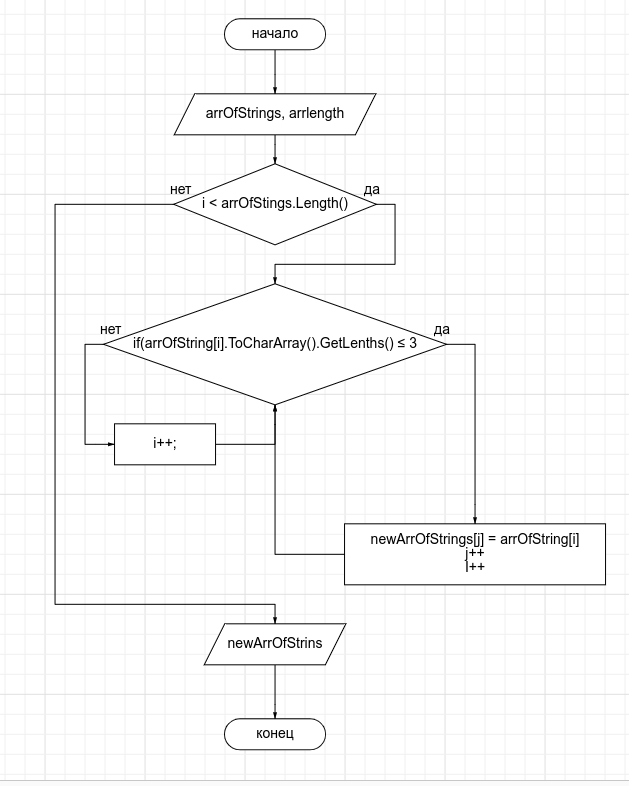 начало
arrOfStrings, arrlength
нет
да
i < arrOfStings.Length()
нет
да
if(arrOfString[i].ToCharArray().GetLenths() ≤ 3
i++;
newArrOfStrings[j] = arrOfString[i]
j++
i++
newArrOfStrins
конец